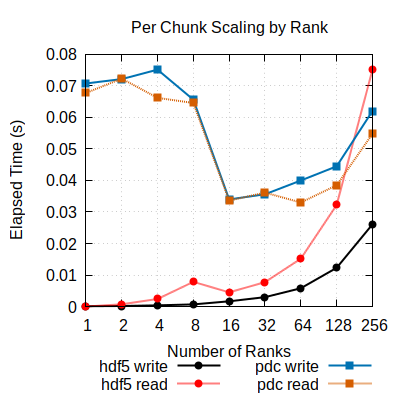 Per Chunk Scaling by Rank
Elapsed Time (s)
0.08
0.07
0.06
0.05
0.04
0.03
0.02
0.01
0
1 2 4 8 16 32 64 128 256
Number of Ranks
hdf5 write pdc write
hdf5 read pdc read